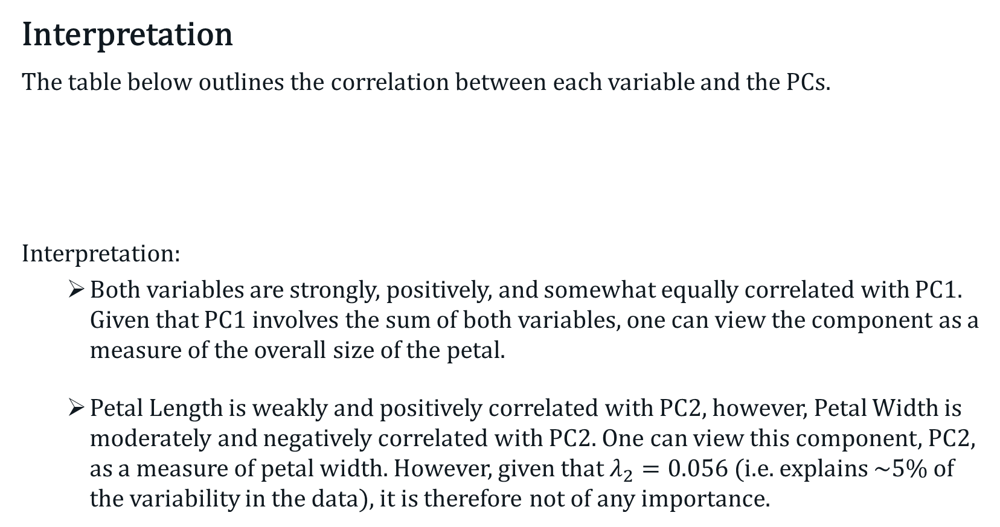 Interpretation
The table below outlines the correlation between each variable and the PCs.
Interpretation:
➢ Both variables are strongly, positively, and somewhat equally correlated with PC1.
Given that PC1 involves the sum of both variables, one can view the component as a
measure of the overall size of the petal.
➢ Petal Length is weakly and positively correlated with PC2, however, Petal Width is
moderately and negatively correlated with PC2. One can view this component, PC2,
as a measure of petal width. However, given that λ₂ = 0.056 (i.e. explains ~5% of
the variability in the data), it is therefore not of any importance.